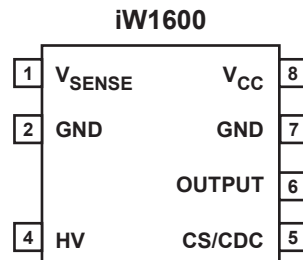 iW1600
1 VSENSE VCC 8
2 GND GND 7
OUTPUT 6
4 HV CS/CDC 5